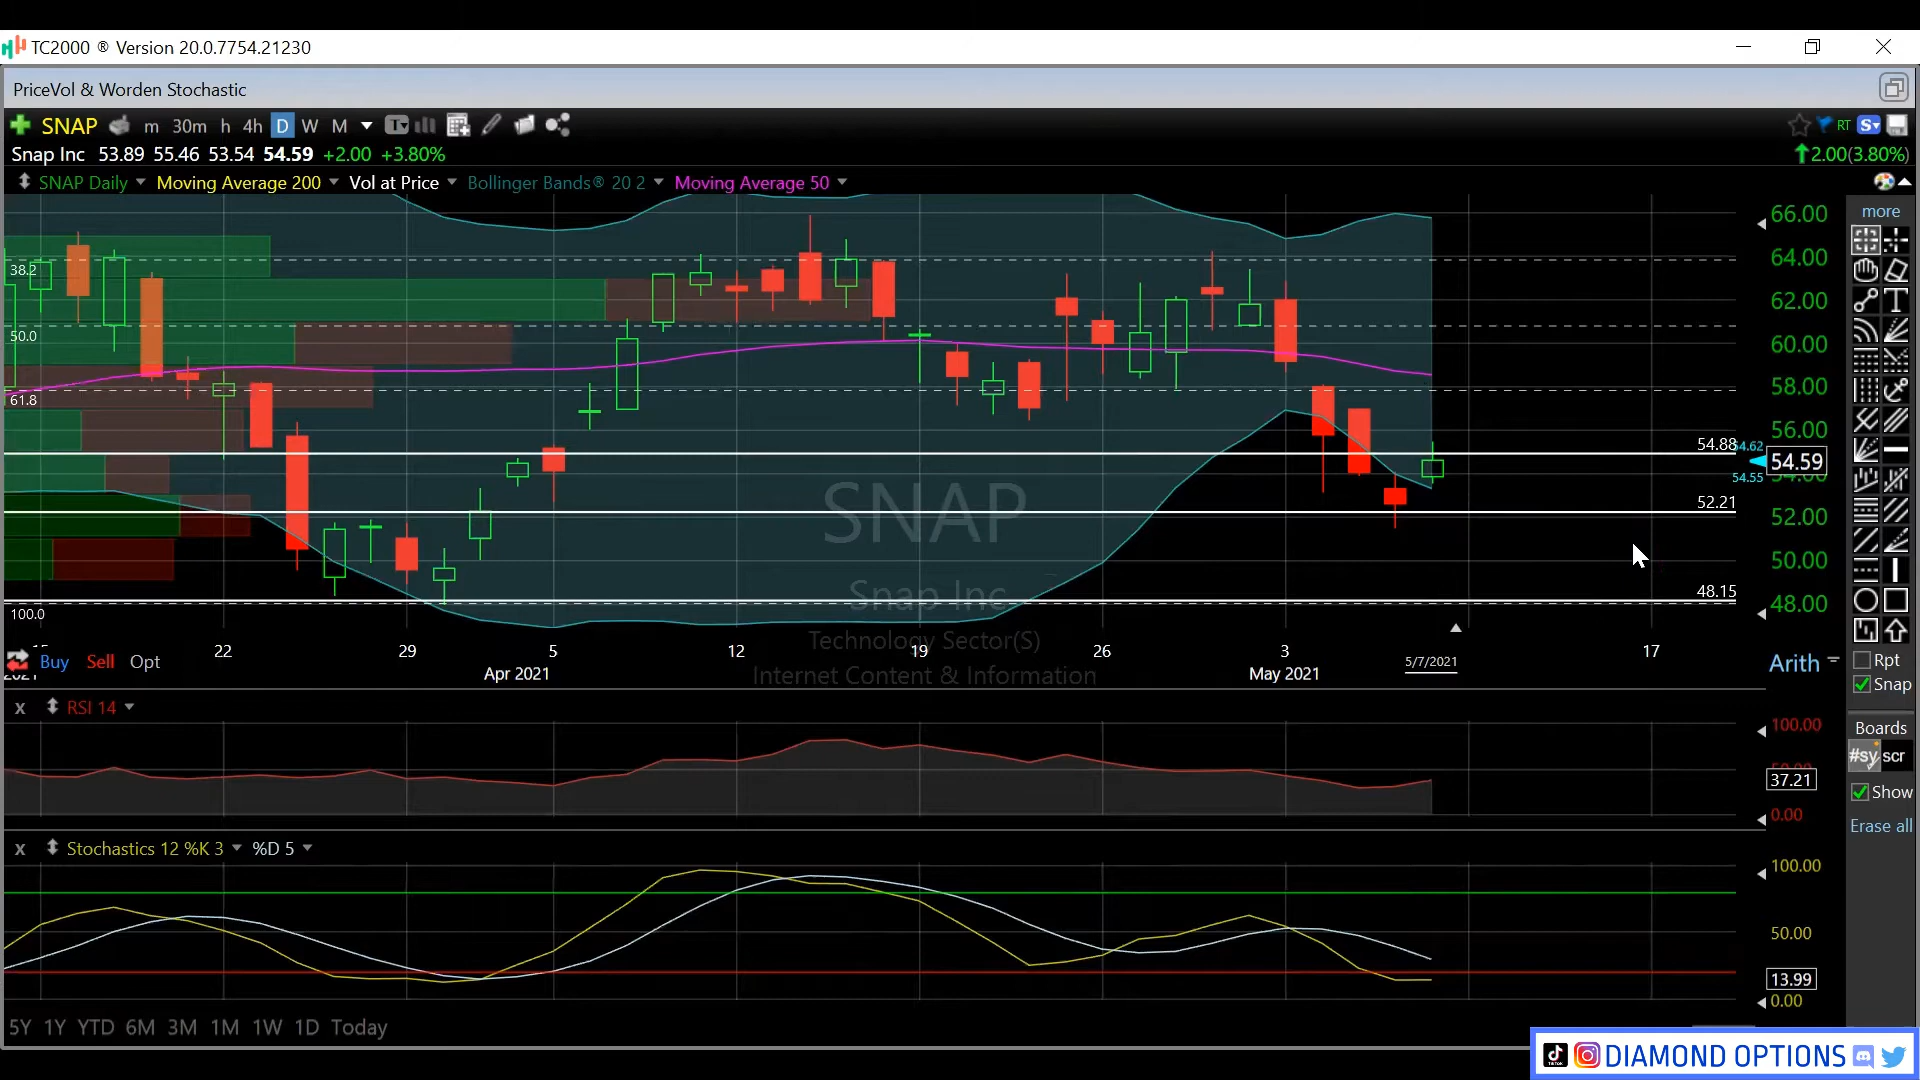 TC2000 ® Version 20.0.7754.21230
PriceVol & Worden Stochastic
SNAP m 30m h 4h D W M T RT S
Snap Inc 53.89 55.46 53.54 54.59 +2.00 +3.80% 2.00(3.80%)
SNAP Daily Moving Average 200 Vol at Price Bollinger Bands® 20 2 Moving Average 50
more
66.00
64.00
38.2
62.00
50.0
60.00
58.00
61.8
56.00
54.88 54.62
54.59
54.55
52.21
52.00
SNAP
50.00
48.15
Snap Inc
48.00
100.0
Technology Sector(S)
Internet Content & Information
22 29 5 12 19 26 3 17
Apr 2021 May 2021 5/7/2021
Buy Sell Opt
Arith
Rpt
Snap
x RSI 14
100.00
37.21
0.00
Boards
#sy scr
Show
Erase all
x Stochastics 12 %K 3 %D 5
100.00
50.00
13.99
0.00
5Y 1Y YTD 6M 3M 1M 1W 1D Today
DIAMOND OPTIONS